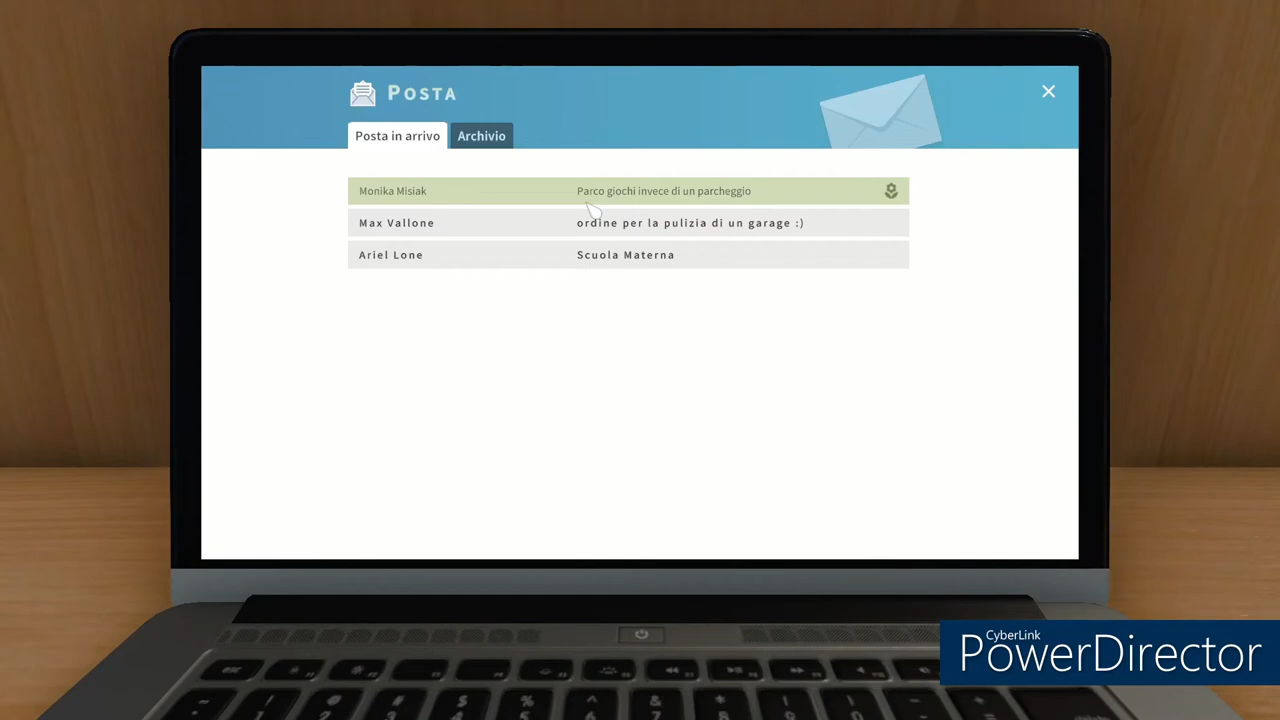 POSTA
Posta in arrivo Archivio
Monika Misiak Parco giochi invece di un parcheggio
Max Vallone ordine per la pulizia di un garage :)
Ariel Lone Scuola Materna
CyberLink
PowerDirector